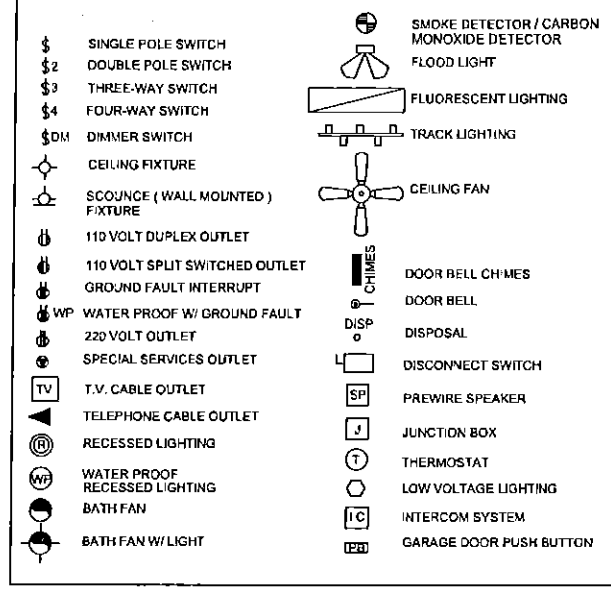 $ SINGLE POLE SWITCH
$2 DOUBLE POLE SWITCH
$3 THREE-WAY SWITCH
$4 FOUR-WAY SWITCH
$DM DIMMER SWITCH
CEILING FIXTURE
SCOUNCE ( WALL MOUNTED )
FIXTURE
110 VOLT DUPLEX OUTLET
110 VOLT SPLIT SWITCHED OUTLET
GROUND FAULT INTERRUPT
WP WATER PROOF W/ GROUND FAULT
220 VOLT OUTLET
SPECIAL SERVICES OUTLET
TV T.V. CABLE OUTLET
TELEPHONE CABLE OUTLET
R RECESSED LIGHTING
WP WATER PROOF
RECESSED LIGHTING
BATH FAN
BATH FAN W/ LIGHT
SMOKE DETECTOR / CARBON
MONOXIDE DETECTOR
FLOOD LIGHT
FLUORESCENT LIGHTING
TRACK LIGHTING
CEILING FAN
CHIMES DOOR BELL CHIMES
DOOR BELL
DISP DISPOSAL
DISCONNECT SWITCH
SP PREWIRE SPEAKER
J JUNCTION BOX
T THERMOSTAT
LOW VOLTAGE LIGHTING
IC INTERCOM SYSTEM
PB GARAGE DOOR PUSH BUTTON